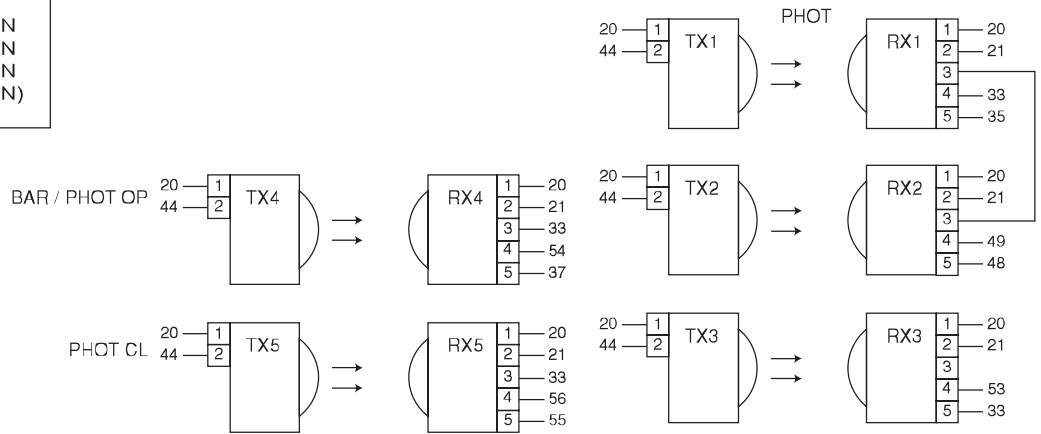 N
N
N
N)
PHOT
20 1 TX1 RX1 1 20
44 2 2 21
3
4 33
5 35
BAR / PHOT OP 20 1 TX4 RX4 1 20
44 2 2 21
3 33
4 54
5 37
20 1 TX2 RX2 1 20
44 2 2 21
3
4 49
5 48
PHOT CL 20 1 TX5 RX5 1 20
44 2 2 21
3 33
4 56
5 55
20 1 TX3 RX3 1 20
44 2 2 21
3
4 53
5 33